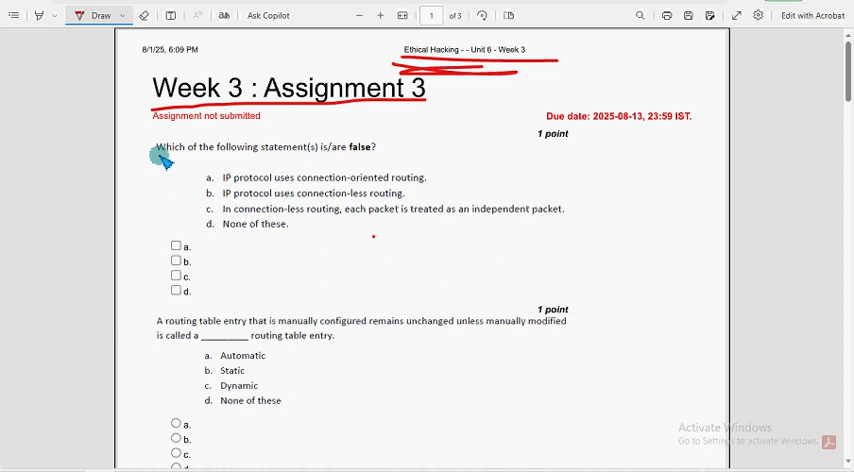 Draw
Ask Copilot
1 of 3
Edit with Acrobat
8/1/25, 6:09 PM
Ethical Hacking - - Unit 6 - Week 3
Week 3 : Assignment 3
Assignment not submitted
Due date: 2025-08-13, 23:59 IST.
1 point
Which of the following statement(s) is/are false?
a. IP protocol uses connection-oriented routing.
b. IP protocol uses connection-less routing.
c. In connection-less routing, each packet is treated as an independent packet.
d. None of these.
a.
b.
c.
d.
1 point
A routing table entry that is manually configured remains unchanged unless manually modified
is called a _________ routing table entry.
a. Automatic
b. Static
c. Dynamic
d. None of these
a.
b.
c.
Activate Windows
Go to Settings to activate Windows.